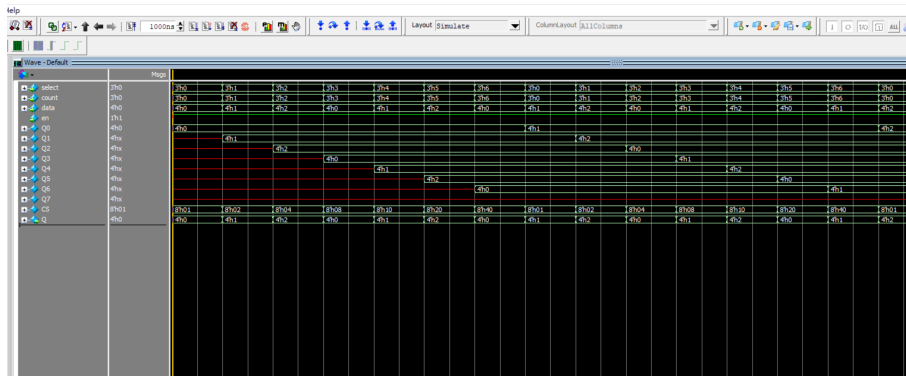 Help
1000ns
Layout Simulate
ColumnLayout AllColumns
Wave - Default
Msgs
select 3'h0 3'h0 3'h1 3'h2 3'h3 3'h4 3'h5 3'h6 3'h0 3'h1 3'h2 3'h3 3'h4 3'h5 3'h6 3'h0
count 3'h0 3'h0 3'h1 3'h2 3'h3 3'h4 3'h5 3'h6 3'h0 3'h1 3'h2 3'h3 3'h4 3'h5 3'h6 3'h0
data 4'h0 4'h0 4'h1 4'h2 4'h0 4'h1 4'h2 4'h0 4'h1 4'h2 4'h0 4'h1 4'h2 4'h0 4'h1 4'h2
en 1'h1
Q0 4'h0 4'h0 4'h1 4'h2
Q1 4'hx 4'h1 4'h2
Q2 4'hx 4'h2 4'h0
Q3 4'hx 4'h0 4'h1
Q4 4'hx 4'h1 4'h2
Q5 4'hx 4'h2 4'h0
Q6 4'hx 4'h0 4'h1
Q7 4'hx
CS 8'h01 8'h01 8'h02 8'h04 8'h08 8'h10 8'h20 8'h40 8'h01 8'h02 8'h04 8'h08 8'h10 8'h20 8'h40 8'h01
Q 4'h0 4'h0 4'h1 4'h2 4'h0 4'h1 4'h2 4'h0 4'h1 4'h2 4'h0 4'h1 4'h2 4'h0 4'h1 4'h2